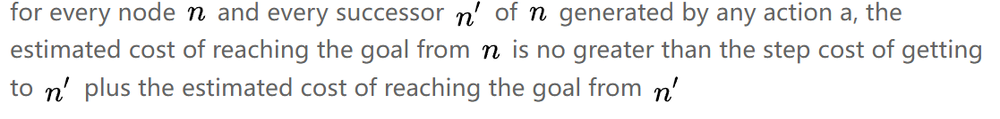 for every node n and every successor n′ of n generated by any action a, the
estimated cost of reaching the goal from n is no greater than the step cost of getting
to n′ plus the estimated cost of reaching the goal from n′